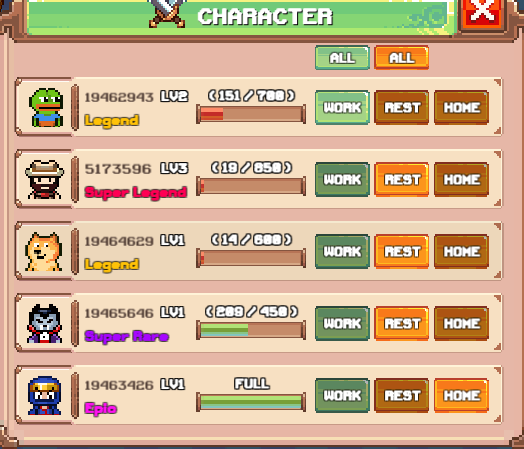 CHARACTER
ALL ALL
19462943 LV2 (151/700) WORK REST HOME
Legend
5173596 LV3 (19/850) WORK REST HOME
Super Legend
19464629 LV1 (14/600) WORK REST HOME
Legend
19465646 LV1 (209/450) WORK REST HOME
Super Rare
19463426 LV1 FULL WORK REST HOME
Epic